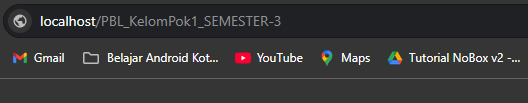 localhost/PBL_KelomPok1_SEMESTER-3
Gmail Belajar Android Kot... YouTube Maps Tutorial NoBox v2 -...